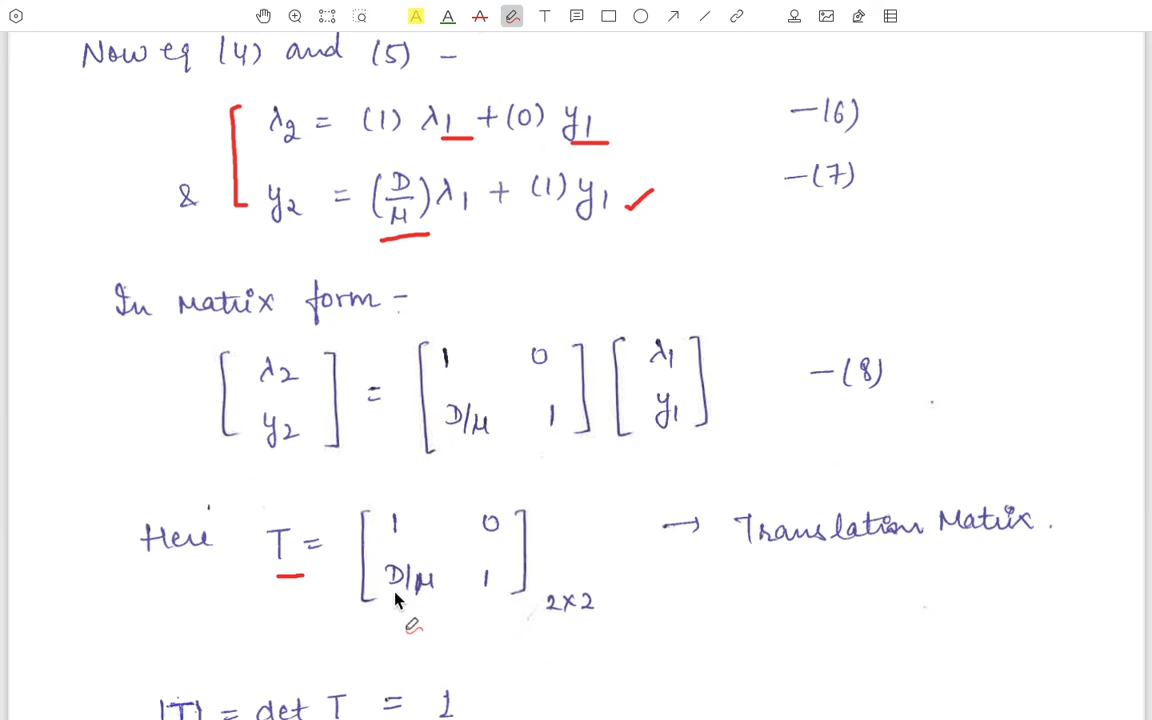 Now eq (4) and (5) -
λ2 = (1) λ1 + (0) y1 -(6)
& y2 = (D/μ) λ1 + (1) y1 -(7)
In Matrix form -
[ λ2 ] = [ 1 0 ] [ λ1 ] -(8)
[ y2 ] [ D/μ 1 ] [ y1 ]
Here T = [ 1 0 ] → Translation Matrix.
[ D/μ 1 ] 2×2
|T| = det T = 1